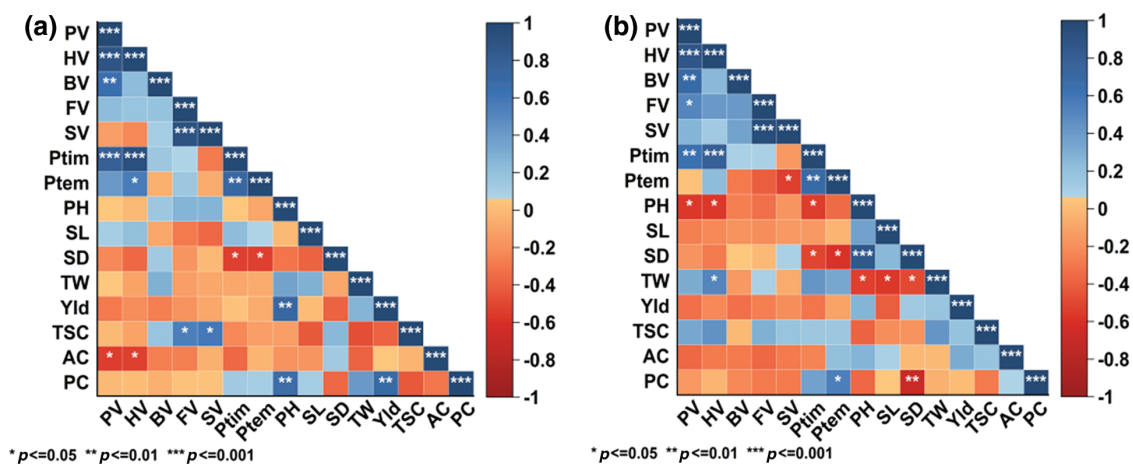 (a)
PV ***
HV *** ***
BV ** ***
FV ***
SV *** ***
Ptim *** *** ***
Ptem * ** ***
PH ***
SL ***
SD * * ***
TW ***
Yld ** ***
TSC * * ***
AC * * ***
PC ** ** ***
PV HV BV FV SV Ptim Ptem PH SL SD TW Yld TSC AC PC
1
0.8
0.6
0.4
0.2
0
-0.2
-0.4
-0.6
-0.8
-1
* p<=0.05 ** p<=0.01 *** p<=0.001
(b)
PV ***
HV *** ***
BV ** ***
FV * ***
SV *** ***
Ptim ** *** ***
Ptem * ** ***
PH * * * ***
SL ***
SD * * *** ***
TW * * * * ***
Yld ***
TSC ***
AC ***
PC * ** ***
PV HV BV FV SV Ptim Ptem PH SL SD TW Yld TSC AC PC
1
0.8
0.6
0.4
0.2
0
-0.2
-0.4
-0.6
-0.8
-1
* p<=0.05 ** p<=0.01 *** p<=0.001